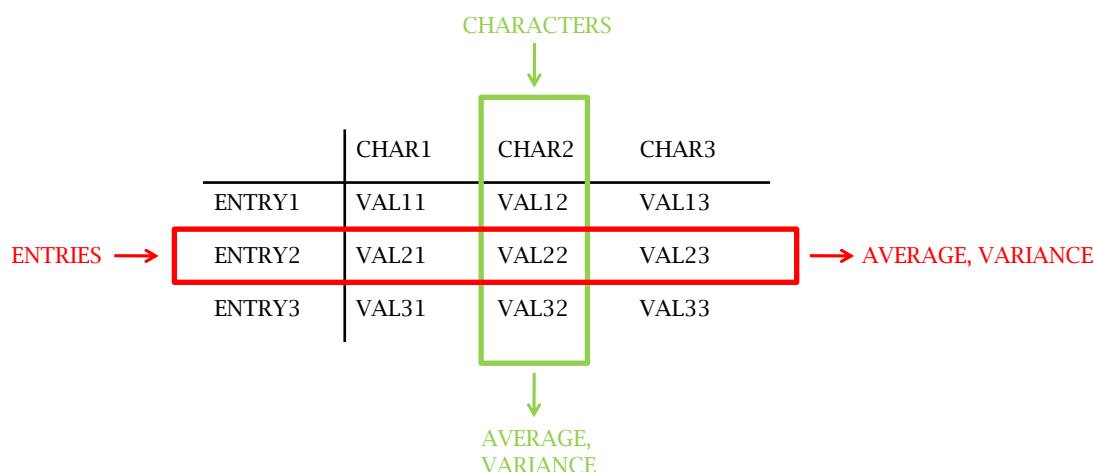 CHARACTERS
CHAR1 CHAR2 CHAR3
ENTRY1 VAL11 VAL12 VAL13
ENTRIES ENTRY2 VAL21 VAL22 VAL23 AVERAGE, VARIANCE
ENTRY3 VAL31 VAL32 VAL33
AVERAGE,
VARIANCE